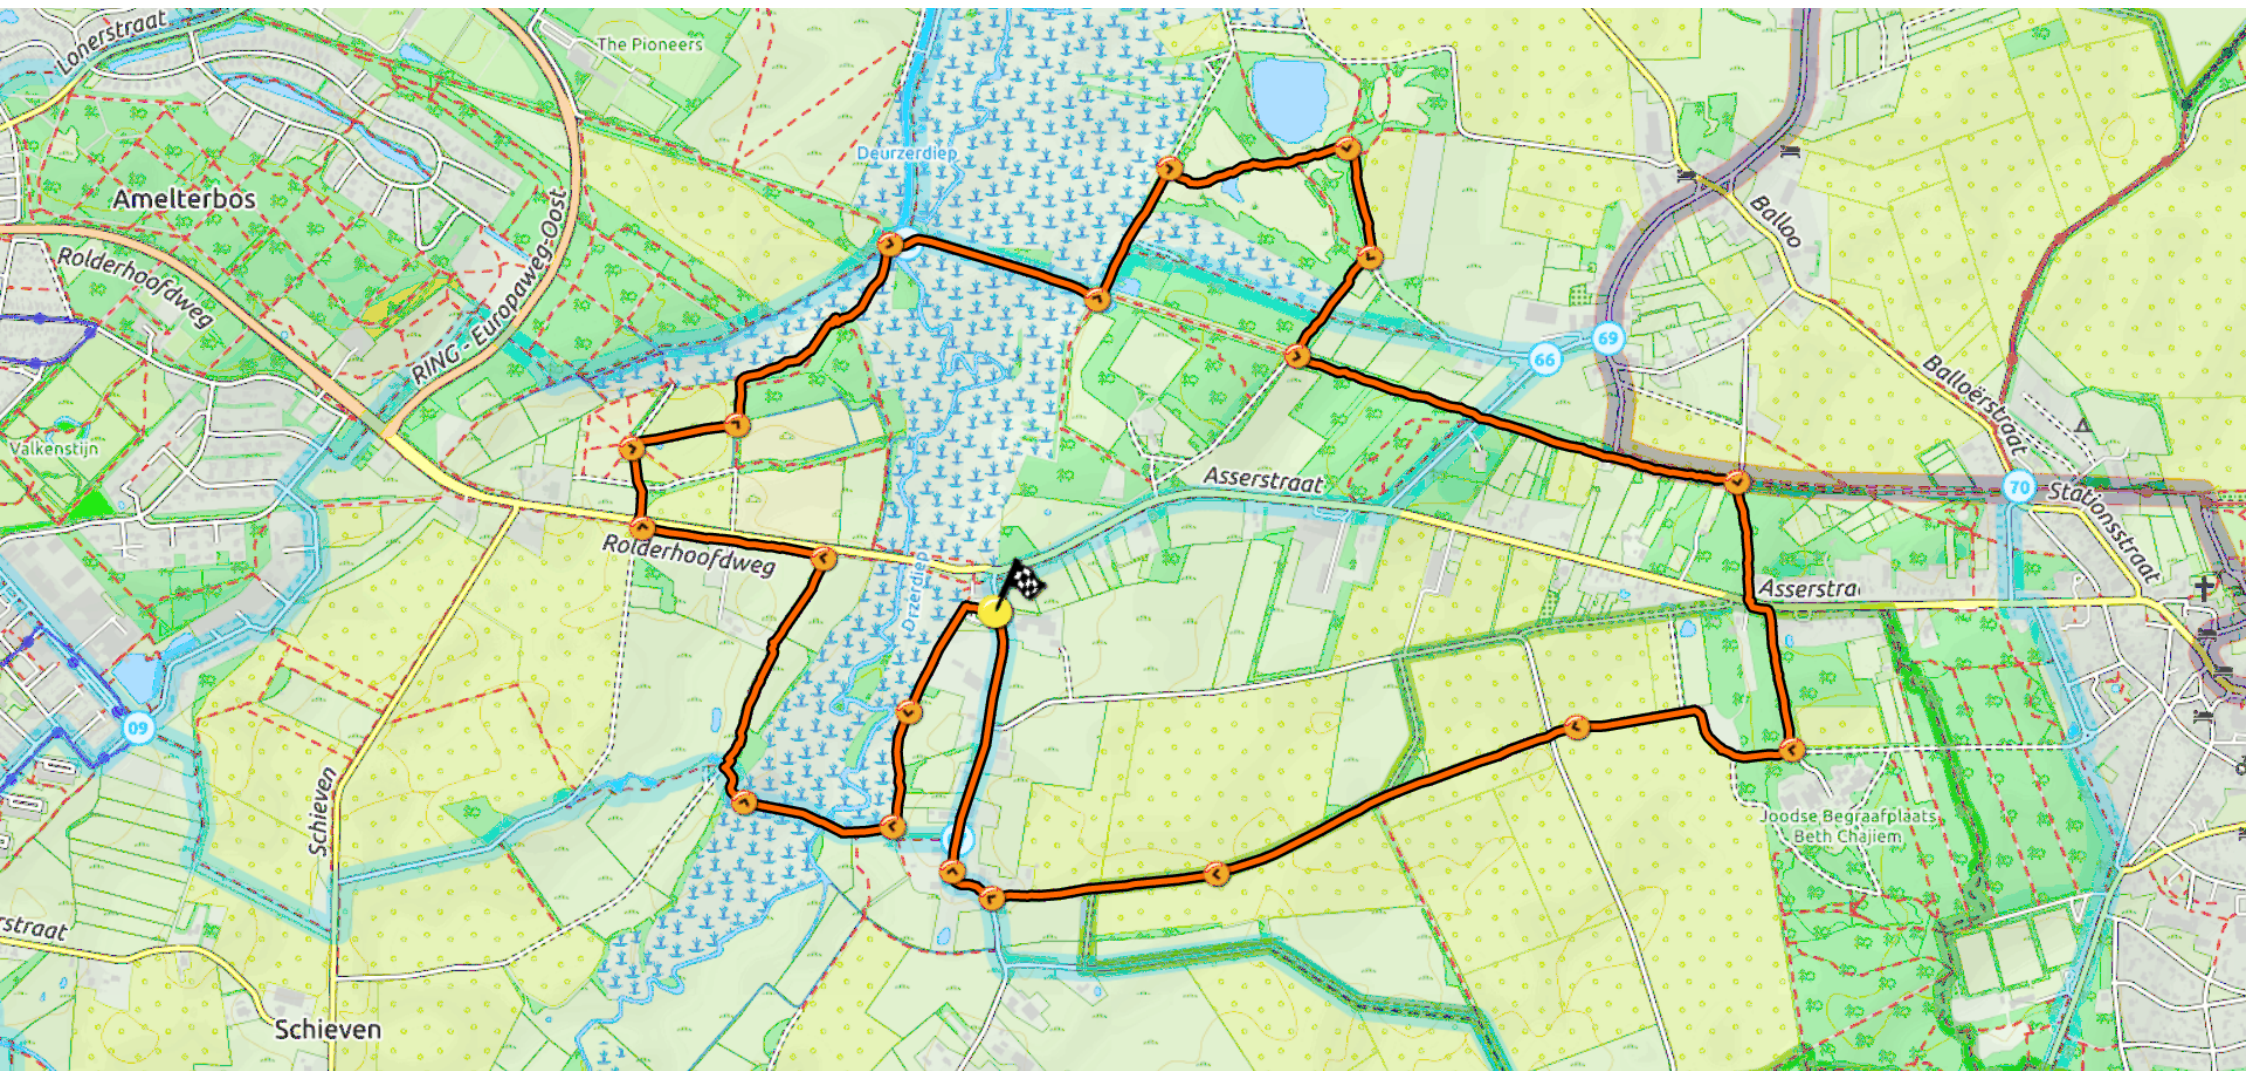 Lonerstraat
The Pioneers
Deurzerdiep
Amelterbos
Rolderhoofdweg
RING - Europaweg-Oost
Balloo
69
66
Balloërstraat
Valkenstijn
Asserstraat
70
Stationsstraat
Rolderhoofdweg
Drzerdiep
Asserstra
09
Schieven
Joodse Begraafplaats
Beth Chajiem
rstraat
Schieven